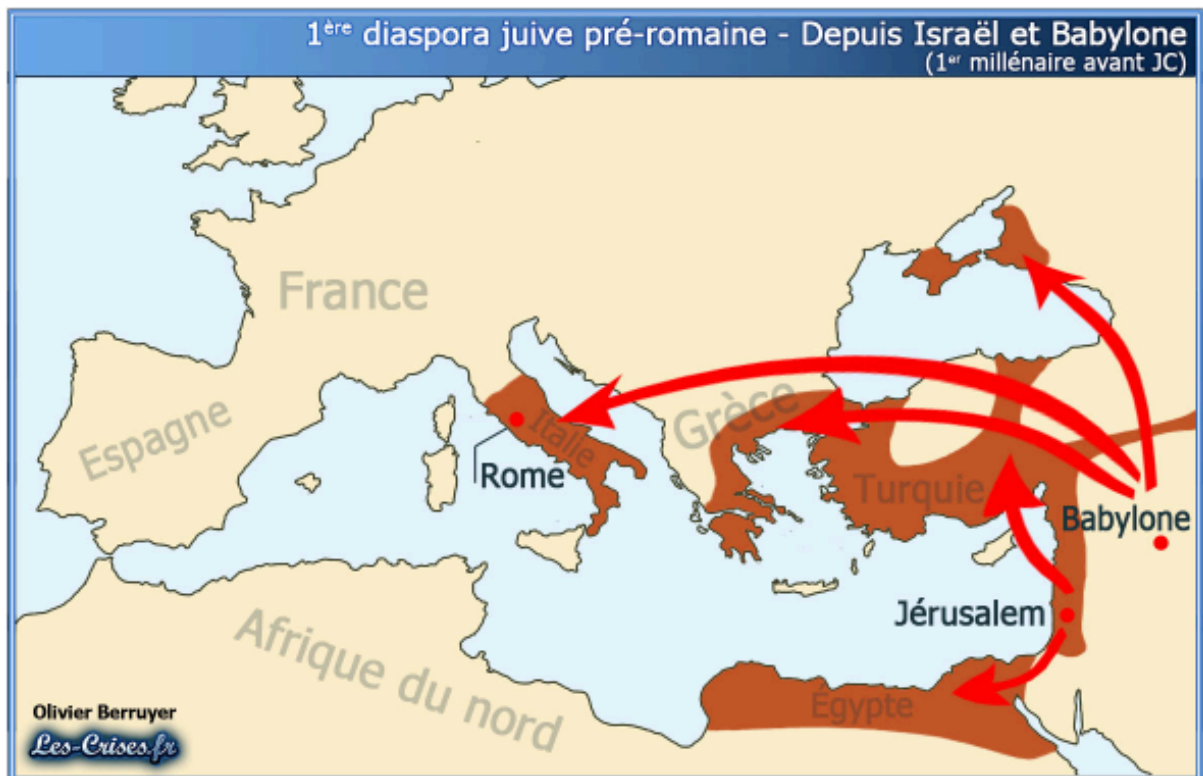 1ère diaspora juive pré-romaine - Depuis Israël et Babylone
(1er millénaire avant JC)
France
Espagne
Italie
Grèce
Rome
Turquie
Babylone
Jérusalem
Afrique du nord
Égypte
Olivier Berruyer
Les-Crises.fr